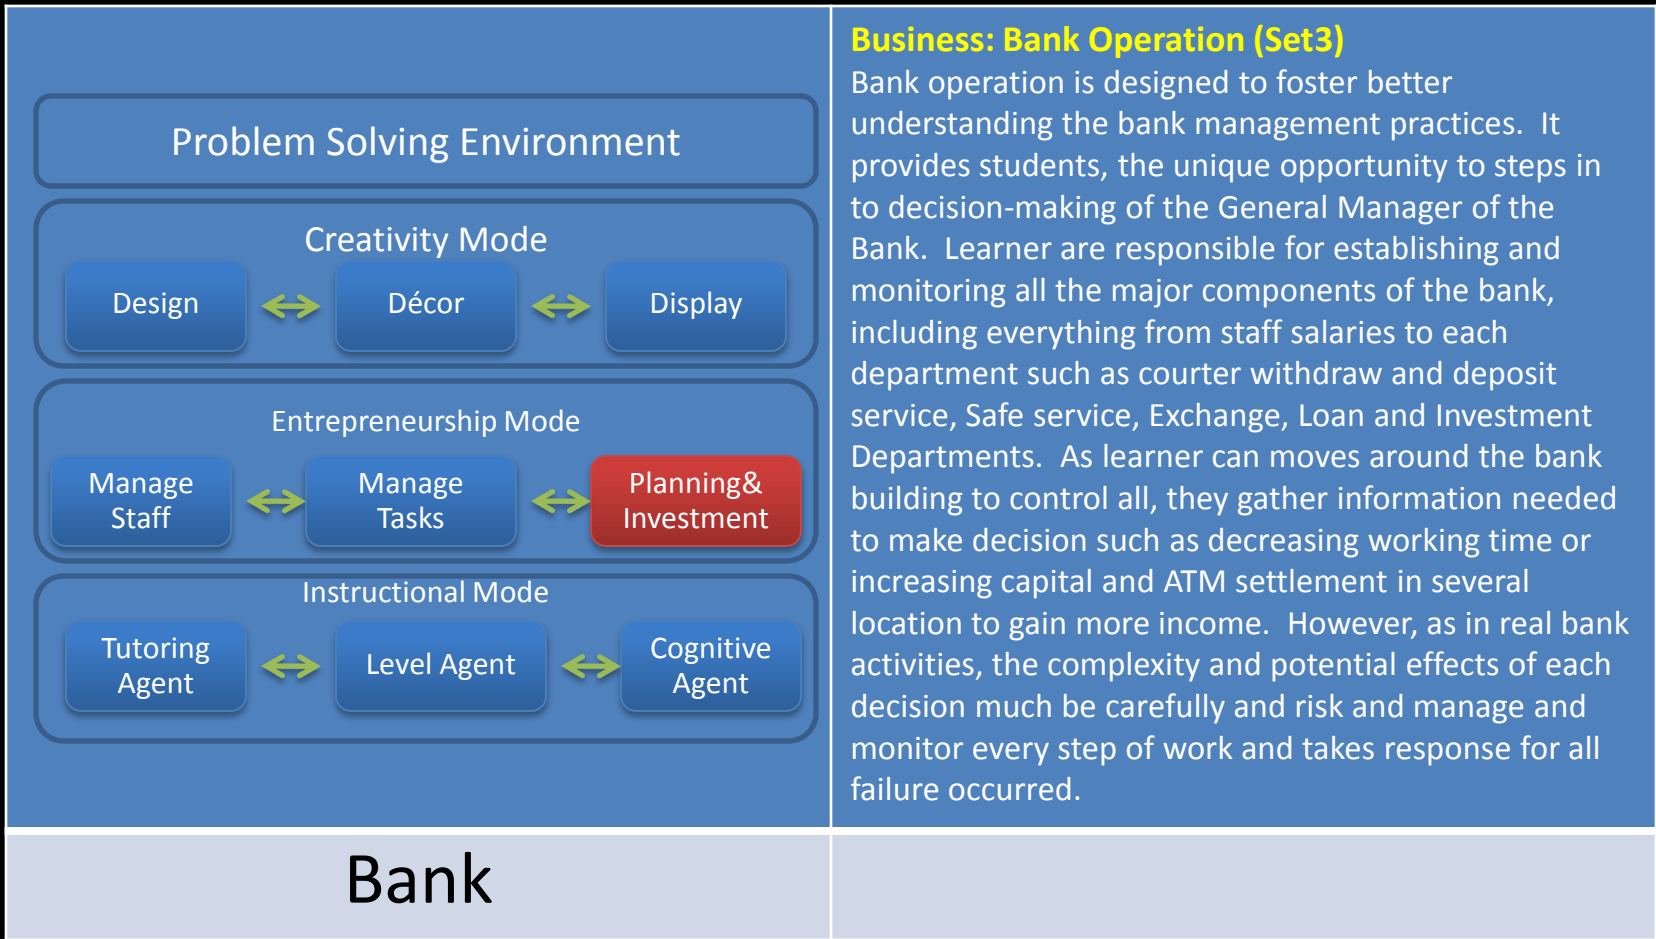 Problem Solving Environment
Creativity Mode
Design
Décor
Display
Entrepreneurship Mode
Manage
Staff
Manage
Tasks
Planning&
Investment
Instructional Mode
Tutoring
Agent
Level Agent
Cognitive
Agent
Business: Bank Operation (Set3)
Bank operation is designed to foster better
understanding the bank management practices.  It
provides students, the unique opportunity to steps in
to decision-making of the General Manager of the
Bank.  Learner are responsible for establishing and
monitoring all the major components of the bank,
including everything from staff salaries to each
department such as courter withdraw and deposit
service, Safe service, Exchange, Loan and Investment
Departments.  As learner can moves around the bank
building to control all, they gather information needed
to make decision such as decreasing working time or
increasing capital and ATM settlement in several
location to gain more income.  However, as in real bank
activities, the complexity and potential effects of each
decision much be carefully and risk and manage and
monitor every step of work and takes response for all
failure occurred.
Bank